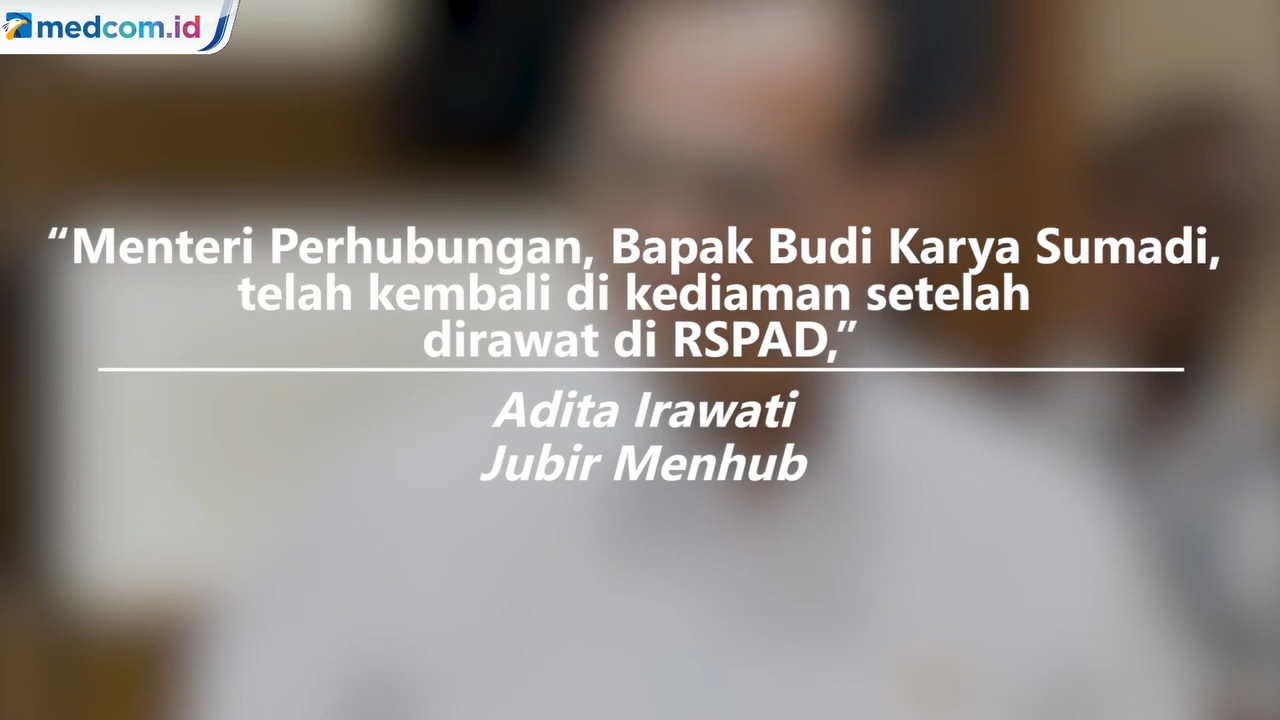 medcom.id
“Menteri Perhubungan, Bapak Budi Karya Sumadi,
telah kembali di kediaman setelah
dirawat di RSPAD,”
Adita Irawati
Jubir Menhub